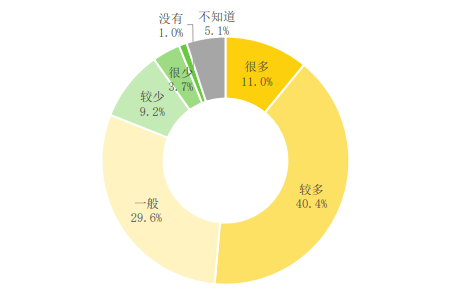 没有
1.0%
不知道
5.1%
很多
11.0%
很少
3.7%
较少
9.2%
较多
40.4%
一般
29.6%